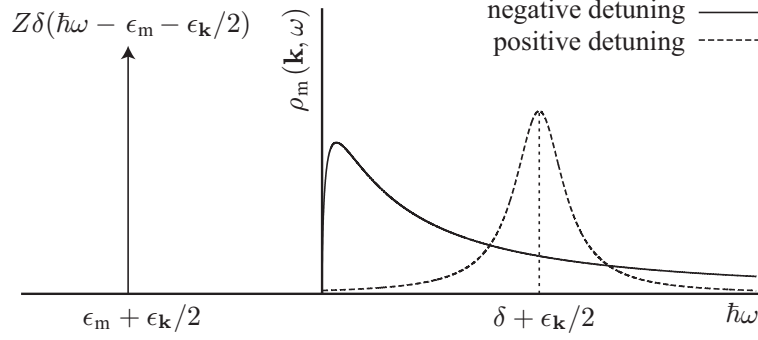 Zδ(ħω − ϵₘ − ϵ𝐤/2)
ρₘ(𝐤, ω)
negative detuning
positive detuning
ϵₘ + ϵ𝐤/2
δ + ϵ𝐤/2
ħω